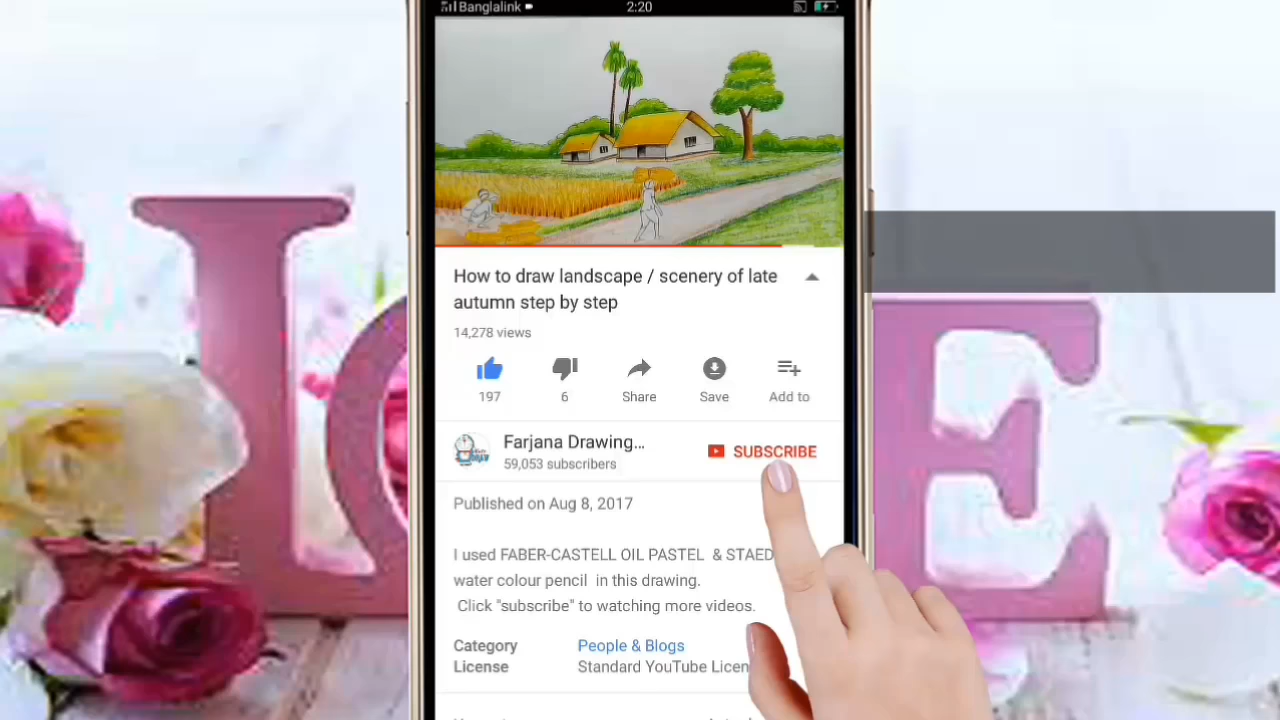 Banglalink
2:20
How to draw landscape / scenery of late
autumn step by step
14,278 views
197
6
Share
Save
Add to
Farjana Drawing...
59,053 subscribers
SUBSCRIBE
Published on Aug 8, 2017
I used FABER-CASTELL OIL PASTEL & STAED
water colour pencil in this drawing.
Click "subscribe" to watching more videos.
Category
People & Blogs
License
Standard YouTube Licen